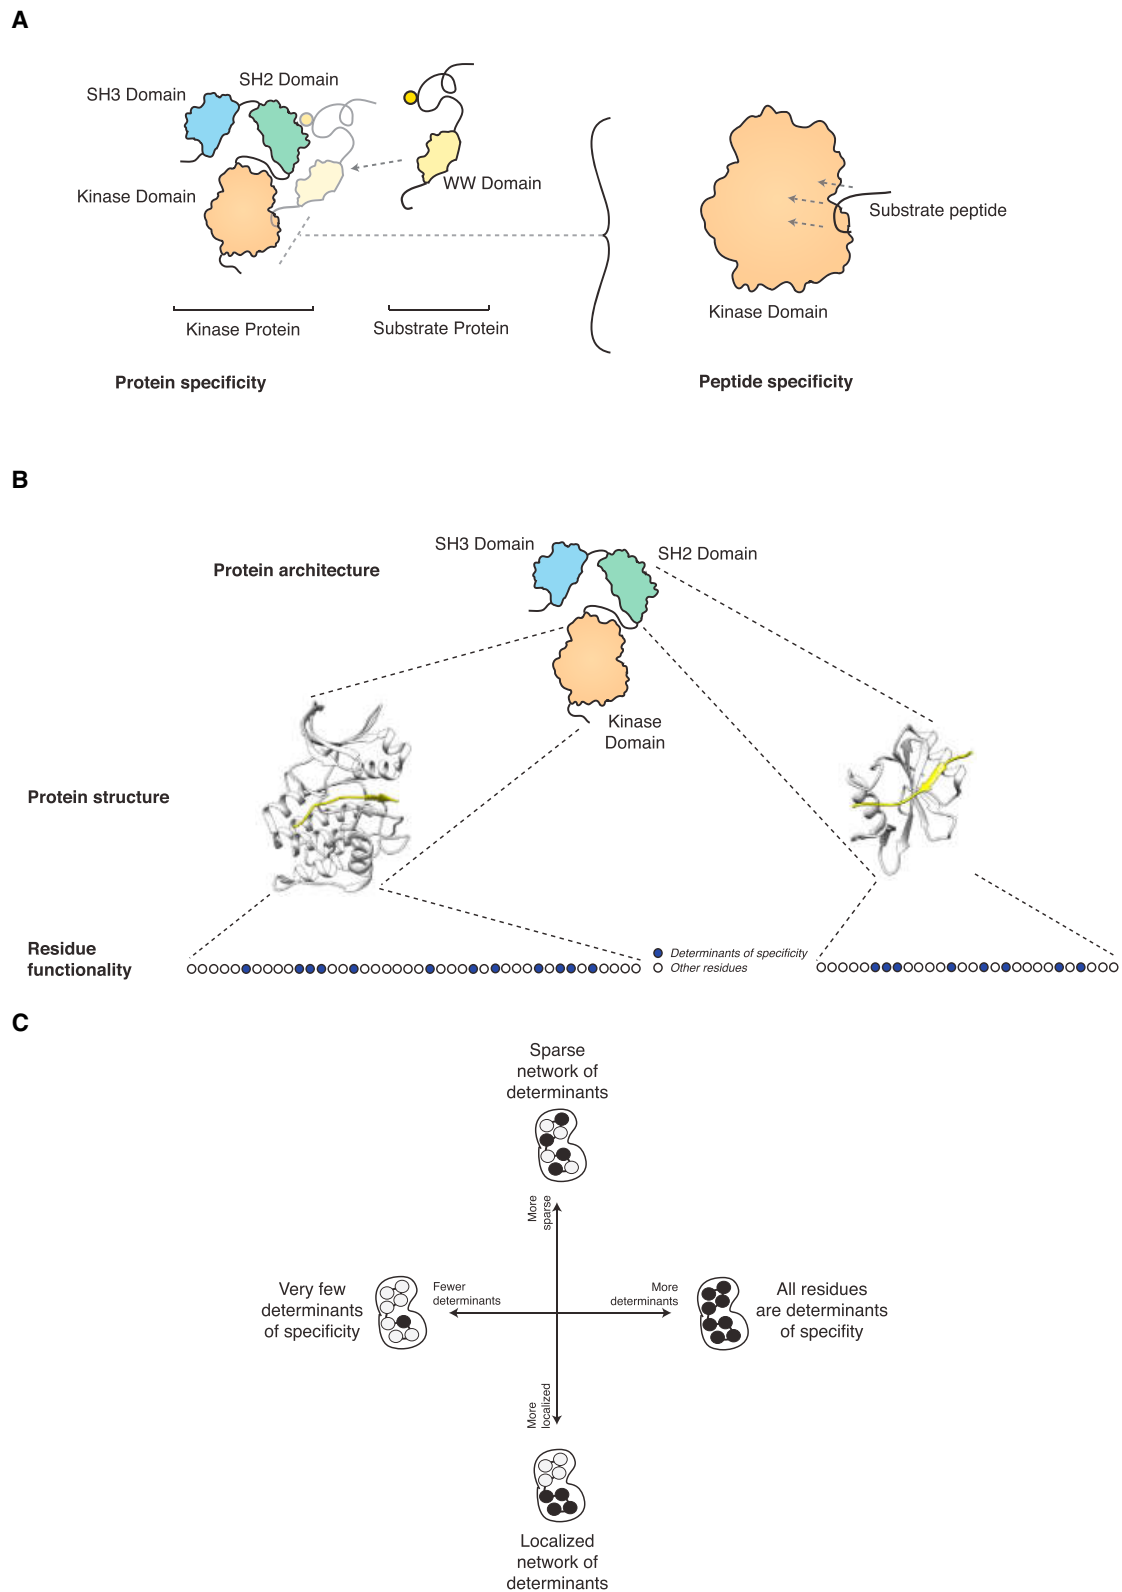 A
SH2 Domain
SH3 Domain
WW Domain
Kinase Domain
Substrate peptide
Kinase Domain
Kinase Protein
Substrate Protein
Protein specificity
Peptide specificity
B
SH3 Domain
SH2 Domain
Protein architecture
Kinase
Domain
Protein structure
Residue
functionality
Determinants of specificity
Other residues
C
Sparse
network of
determinants
More
sparse
Very few
determinants
of specificity
Fewer
determinants
More
determinants
All residues
are determinants
of specifity
More
localized
Localized
network of
determinants